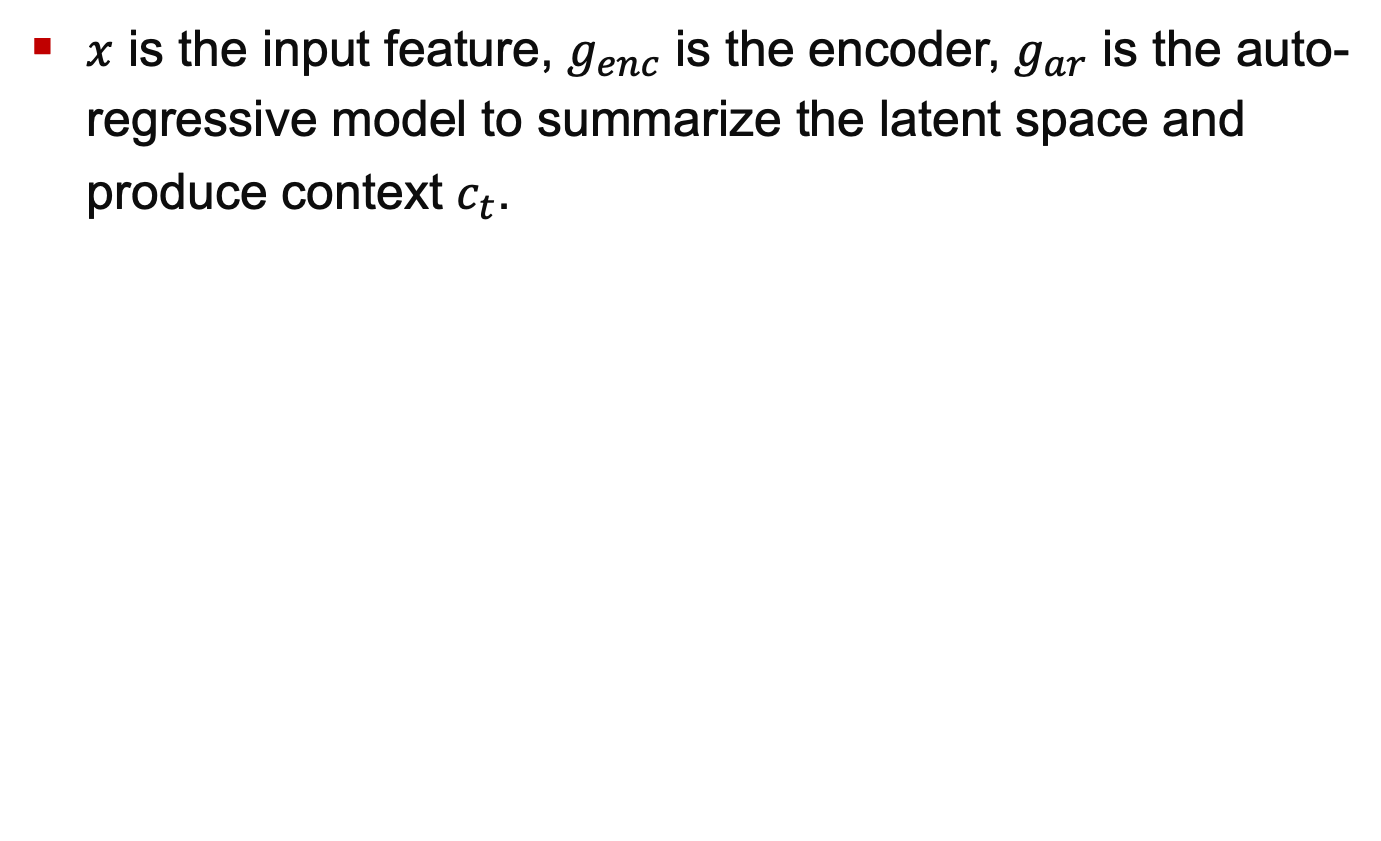 ▪ x is the input feature, g_enc is the encoder, g_ar is the auto-
regressive model to summarize the latent space and
produce context c_t.